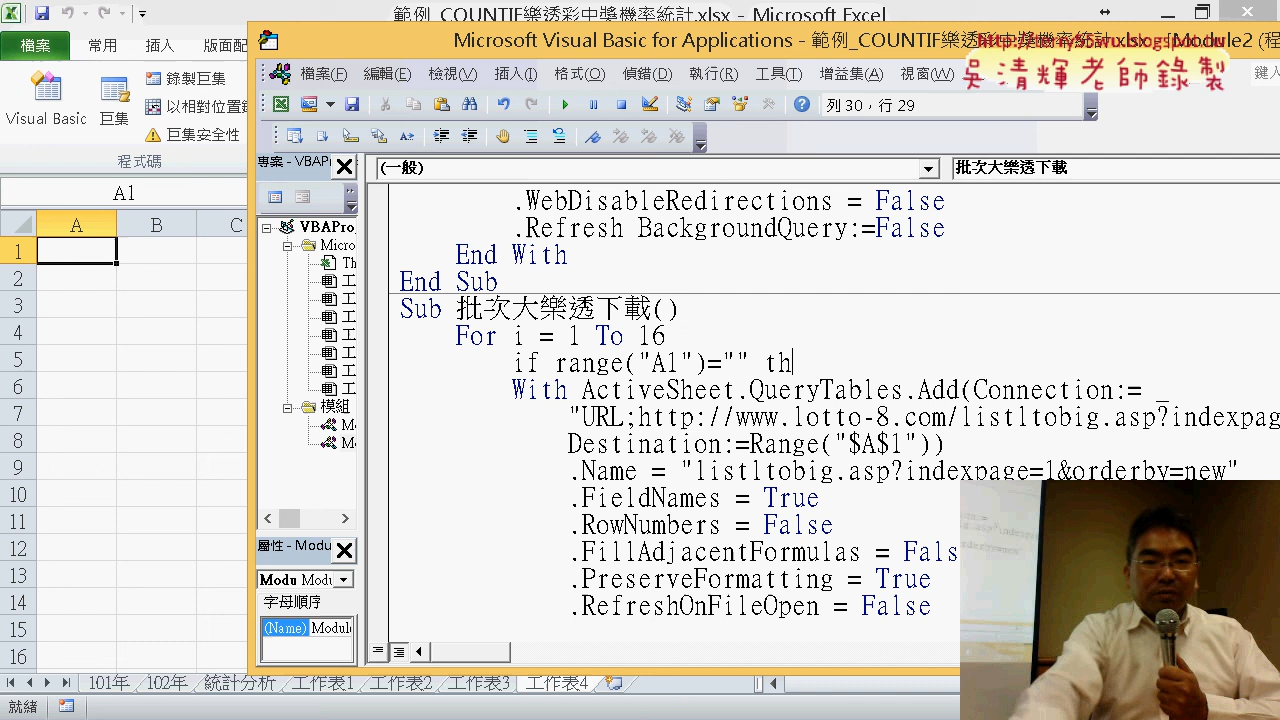 範例_COUNTIF樂透彩中獎機率統計.xlsx - Microsoft Excel
檔案 常用 插入 版面配
Visual Basic 巨集 錄製巨集
以相對位置
巨集安全性
程式碼
A1
A B C
1
2
3
4
5
6
7
8
9
10
11
12
13
14
15
16
101年 102年 統計分析 工作表1 工作表2 工作表3 工作表4
就緒
Microsoft Visual Basic for Applications - 範例_COUNTIF樂透
吳清輝老師錄製
檔案(F) 編輯(E) 檢視(V) 插入(I) 格式(O) 偵錯(D) 執行(R) 工具(T) 增益集(A) 視窗(W)
列 30，行 29
專案 - VBAP
VBAPro
Micro
Th
工
工
工
工
工
工
工
模組
M
M
屬性 - Modu
Modu Modu
字母順序
(Name) Modul
(一般) 批次大樂透下載
.WebDisableRedirections = False
.Refresh BackgroundQuery:=False
End With
End Sub
Sub 批次大樂透下載()
For i = 1 To 16
if range("A1")="" th
With ActiveSheet.QueryTables.Add(Connection:= _
"URL;http://www.lotto-8.com/listltobig.asp?indexpag
Destination:=Range("$A$1"))
.Name = "listltobig.asp?indexpage=1&orderby=new"
.FieldNames = True
.RowNumbers = False
.FillAdjacentFormulas = Fals
.PreserveFormatting = True
.RefreshOnFileOpen = False